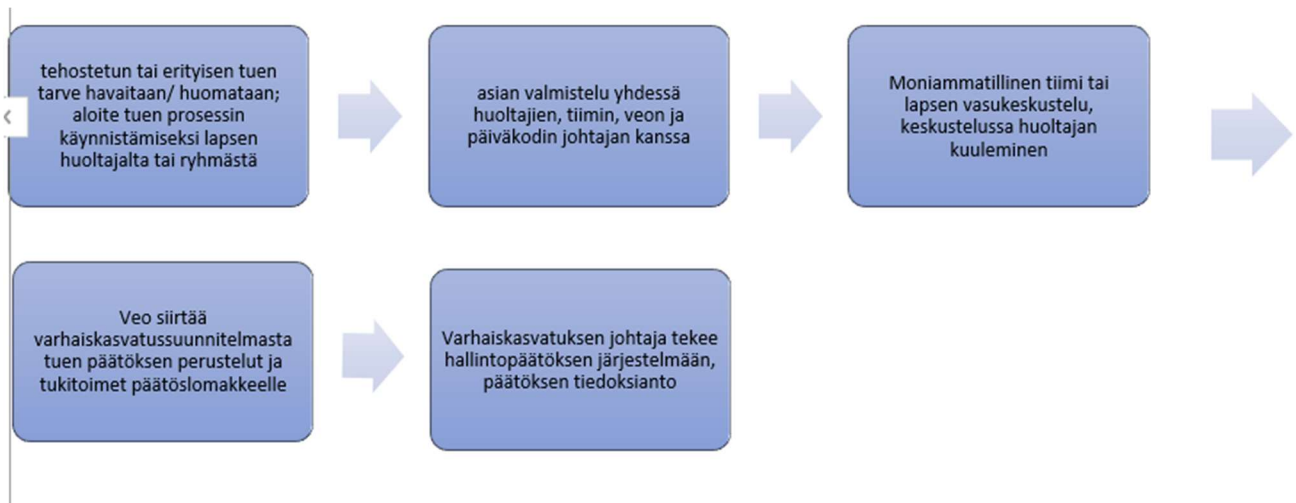 tehostetun tai erityisen tuen
tarve havaitaan/ huomataan;
aloite tuen prosessin
käynnistämiseksi lapsen
huoltajalta tai ryhmästä
asian valmistelu yhdessä
huoltajien, tiimin, veon ja
päiväkodin johtajan kanssa
Moniammatillinen tiimi tai
lapsen vasukeskustelu,
keskustelussa huoltajan
kuuleminen
Veo siirtää
varhaiskasvatussuunnitelmasta
tuen päätöksen perustelut ja
tukitoimet päätöslomakkeelle
Varhaiskasvatuksen johtaja tekee
hallintopäätöksen järjestelmään,
päätöksen tiedoksianto